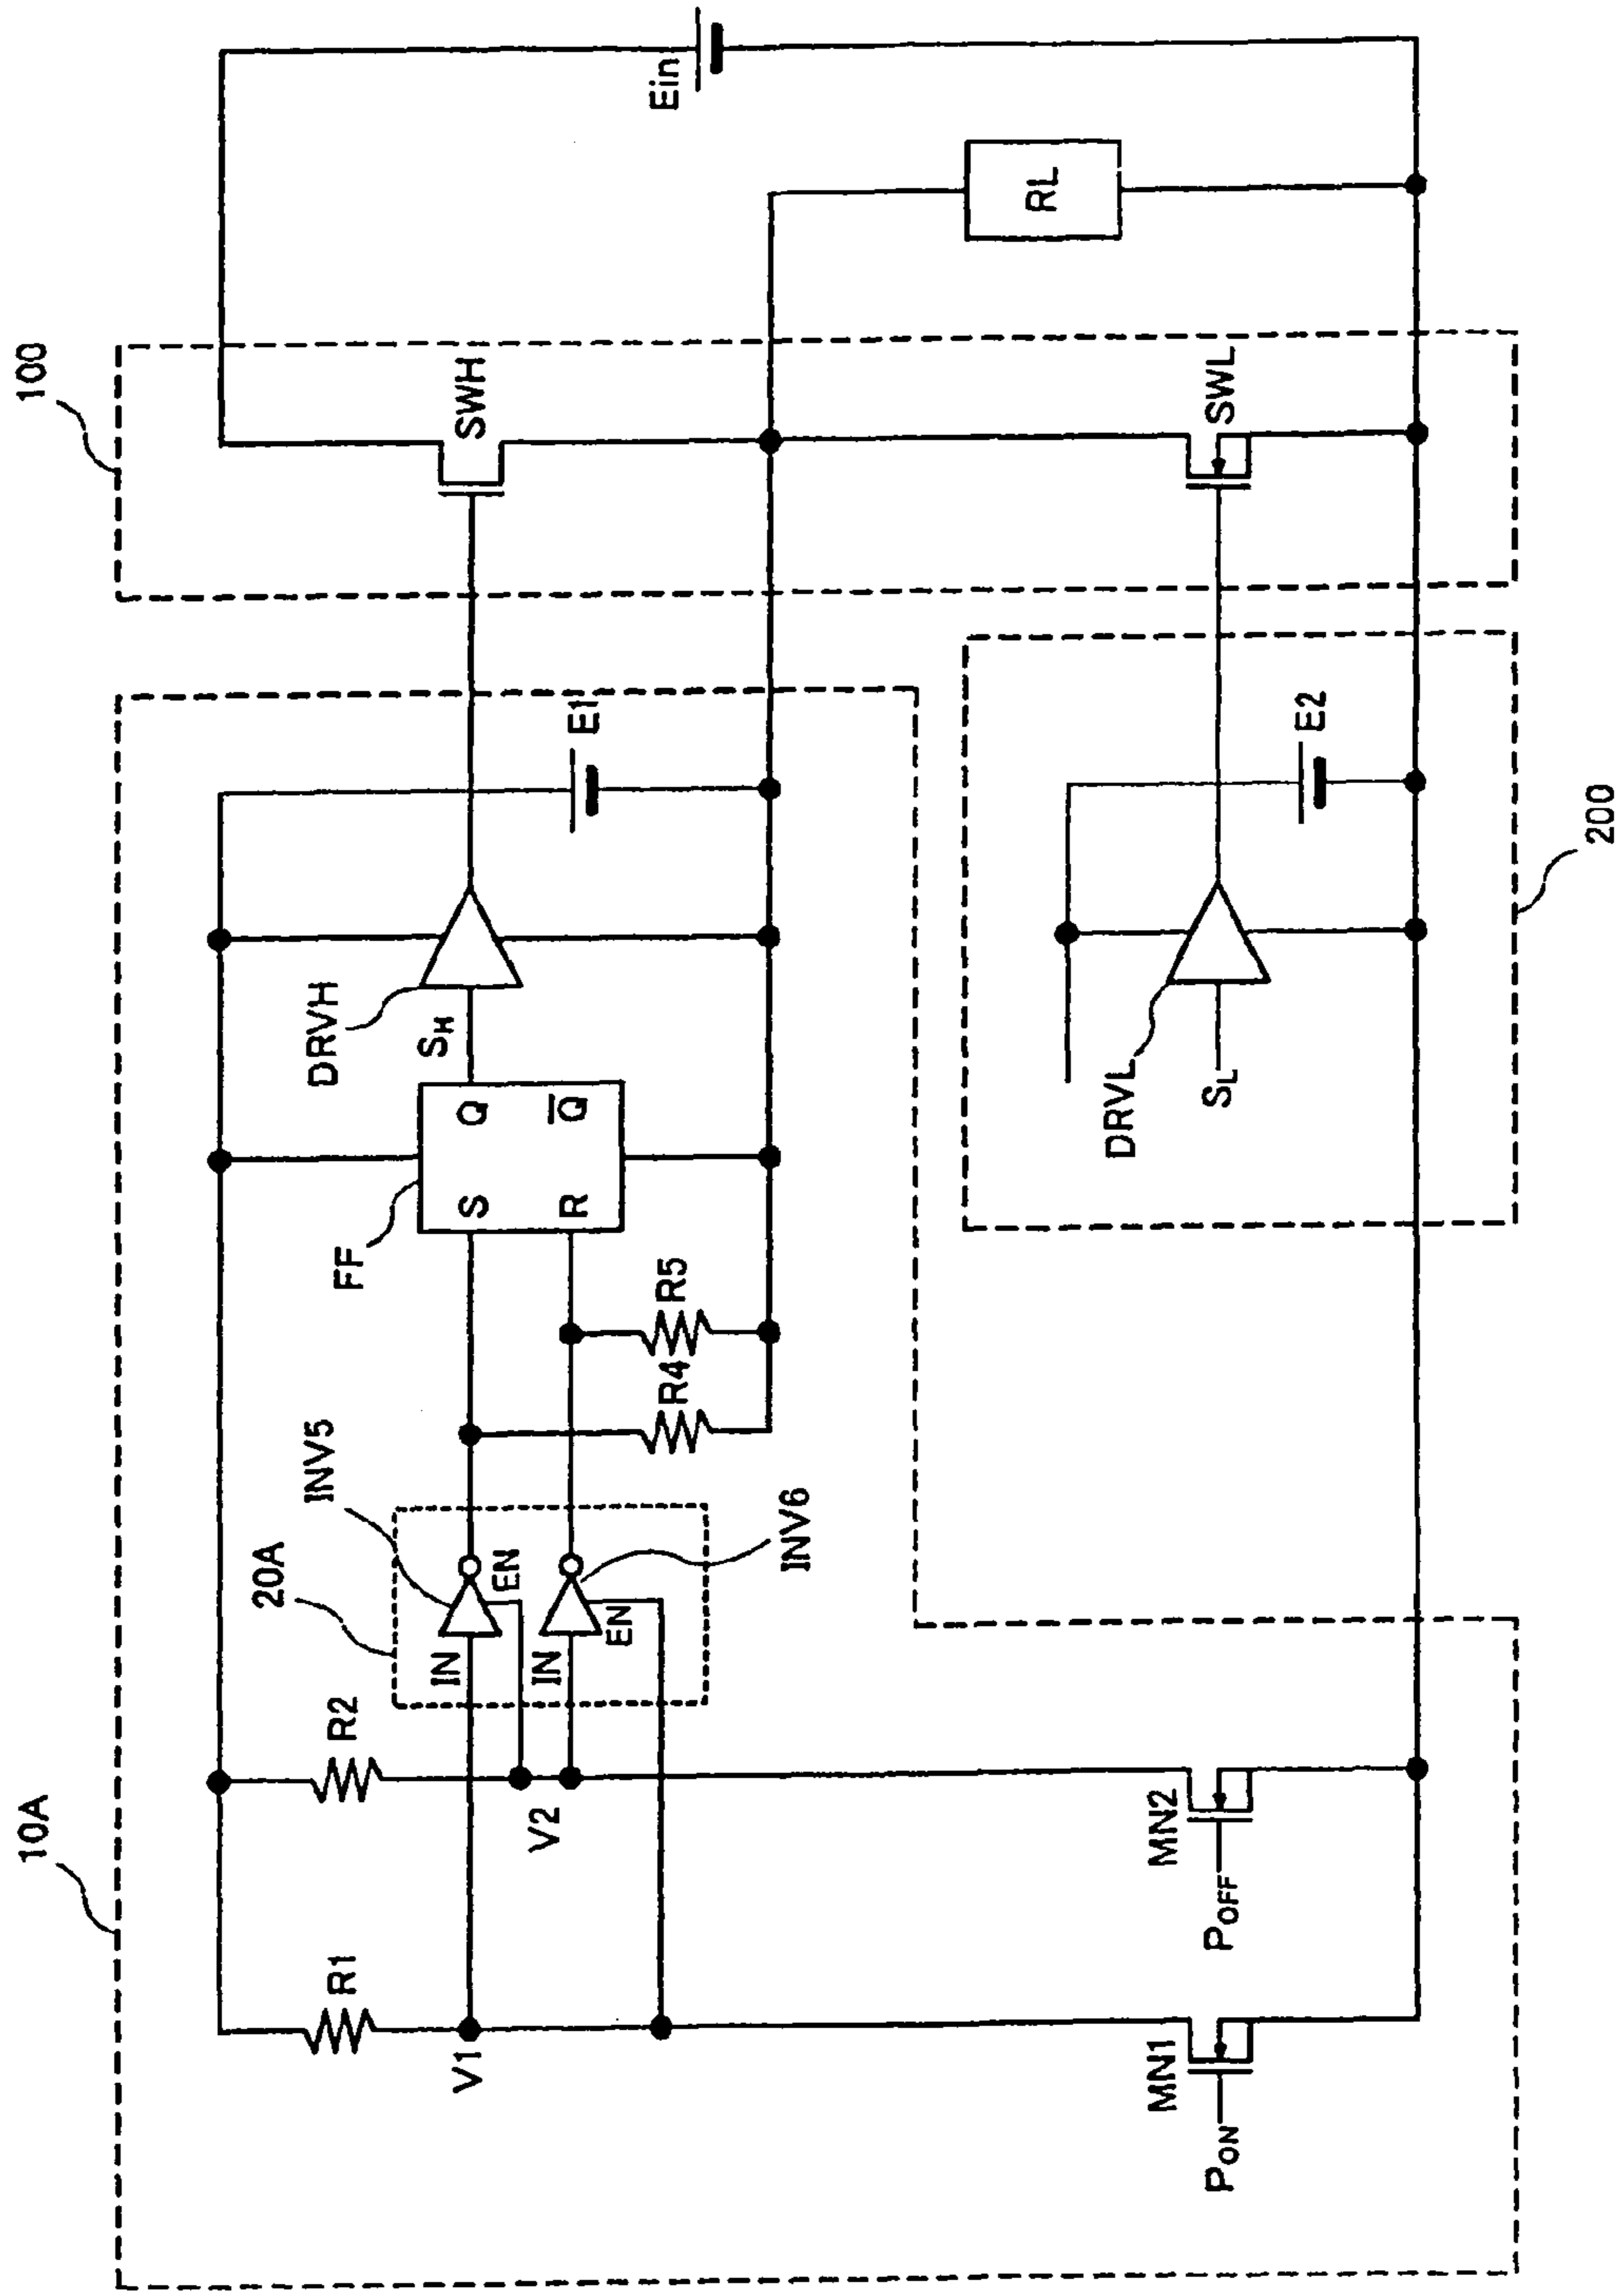 10A
100
R1
R2
20A
INV5
FF
DRVH
E1
SWH
Ein
V1
IN
EN
S
Q
SH
V2
IN
EN
R
Q̅
INV6
R4
R5
RL
MN1
PON
MN2
POFF
DRVL
SL
E2
SWL
200